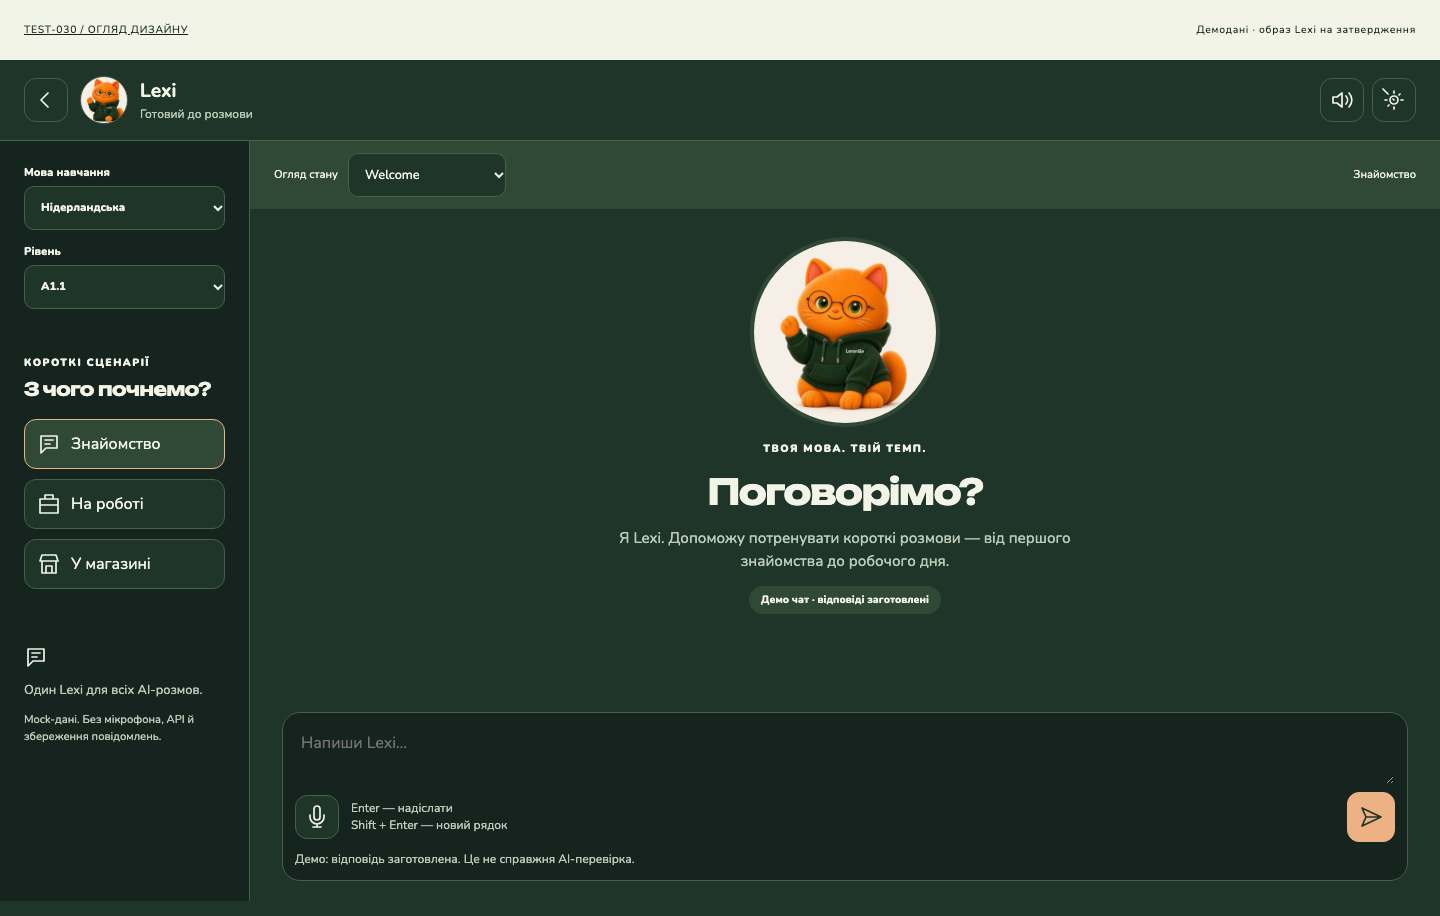 TEST-030 / ОГЛЯД ДИЗАЙНУ
Демодані · образ Lexi на затвердження
Lexi
Готовий до розмови
Мова навчання
Нідерландська
Рівень
A1.1
КОРОТКІ СЦЕНАРІЇ
З чого почнемо?
Знайомство
На роботі
У магазині
Один Lexi для всіх AI-розмов.
Mock-дані. Без мікрофона, API й
збереження повідомлень.
Огляд стану
Welcome
Знайомство
ТВОЯ МОВА. ТВІЙ ТЕМП.
Поговорімо?
Я Lexi. Допоможу потренувати короткі розмови — від першого
знайомства до робочого дня.
Демо чат · відповіді заготовлені
Напиши Lexi...
Enter — надіслати
Shift + Enter — новий рядок
Демо: відповідь заготовлена. Це не справжня AI-перевірка.